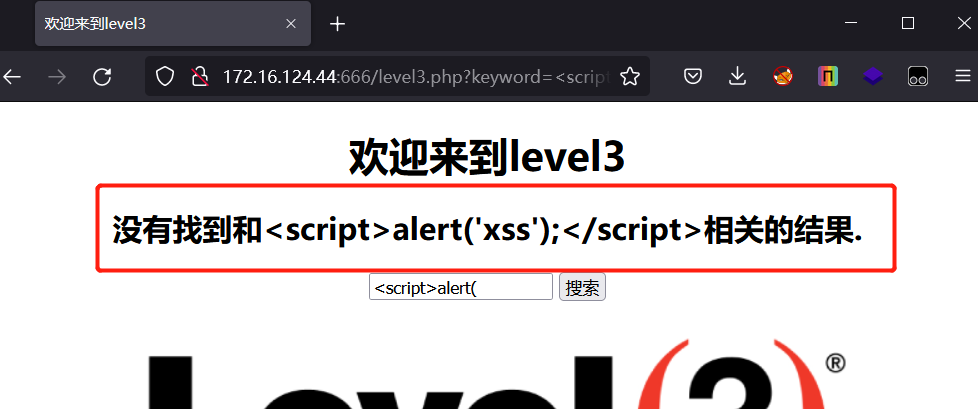 欢迎来到level3
172.16.124.44:666/level3.php?keyword=<script
欢迎来到level3
没有找到和<script>alert('xss');</script>相关的结果.
<script>alert(
搜索
Level(3)®